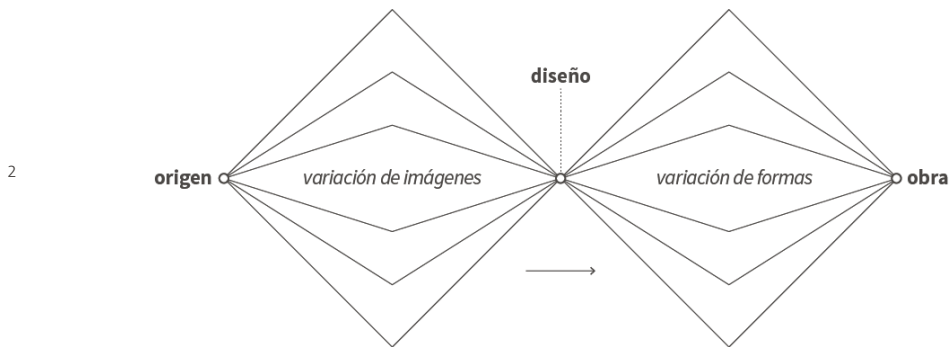 diseño
2
origen
variación de imágenes
variación de formas
obra